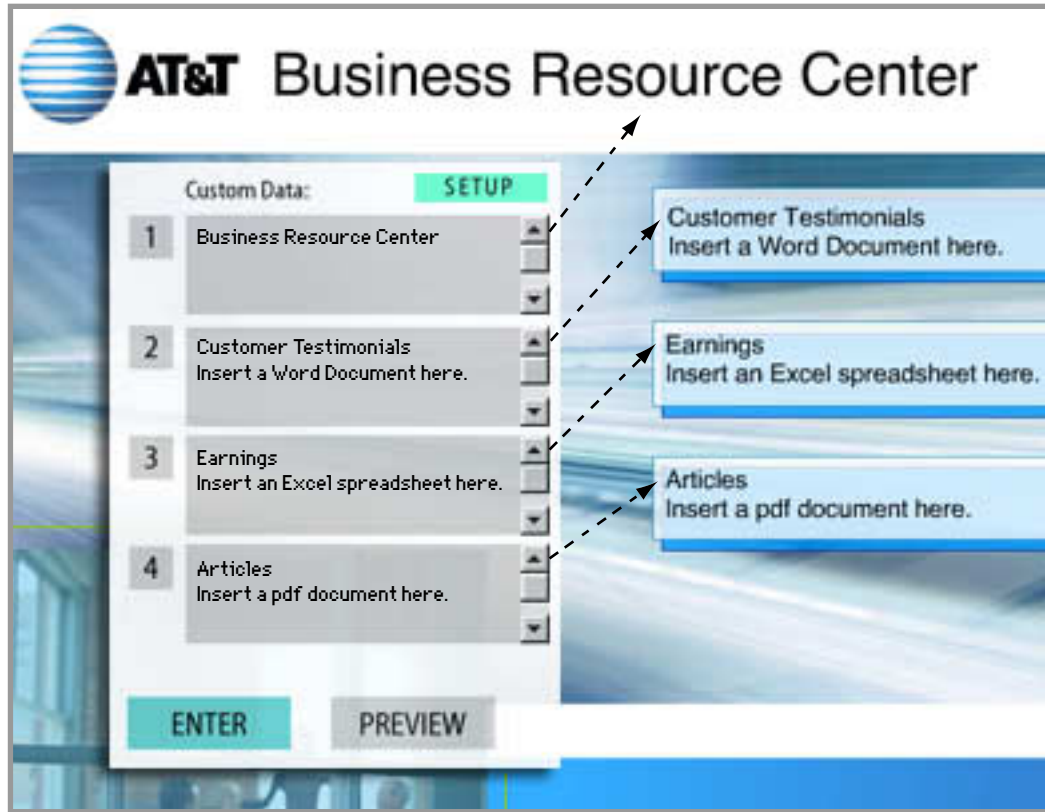 AT&T Business Resource Center
Custom Data: SETUP
1 Business Resource Center
2 Customer Testimonials
Insert a Word Document here.
3 Earnings
Insert an Excel spreadsheet here.
4 Articles
Insert a pdf document here.
ENTER PREVIEW
Customer Testimonials
Insert a Word Document here.
Earnings
Insert an Excel spreadsheet here.
Articles
Insert a pdf document here.